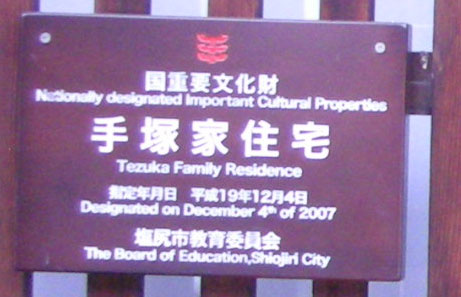 国重要文化財
Nationally designated Important Cultural Properties
手塚家住宅
Tezuka Family Residence
指定年月日 平成19年12月4日
Designated on December 4th of 2007
塩尻市教育委員会
The Board of Education,Shiojiri City